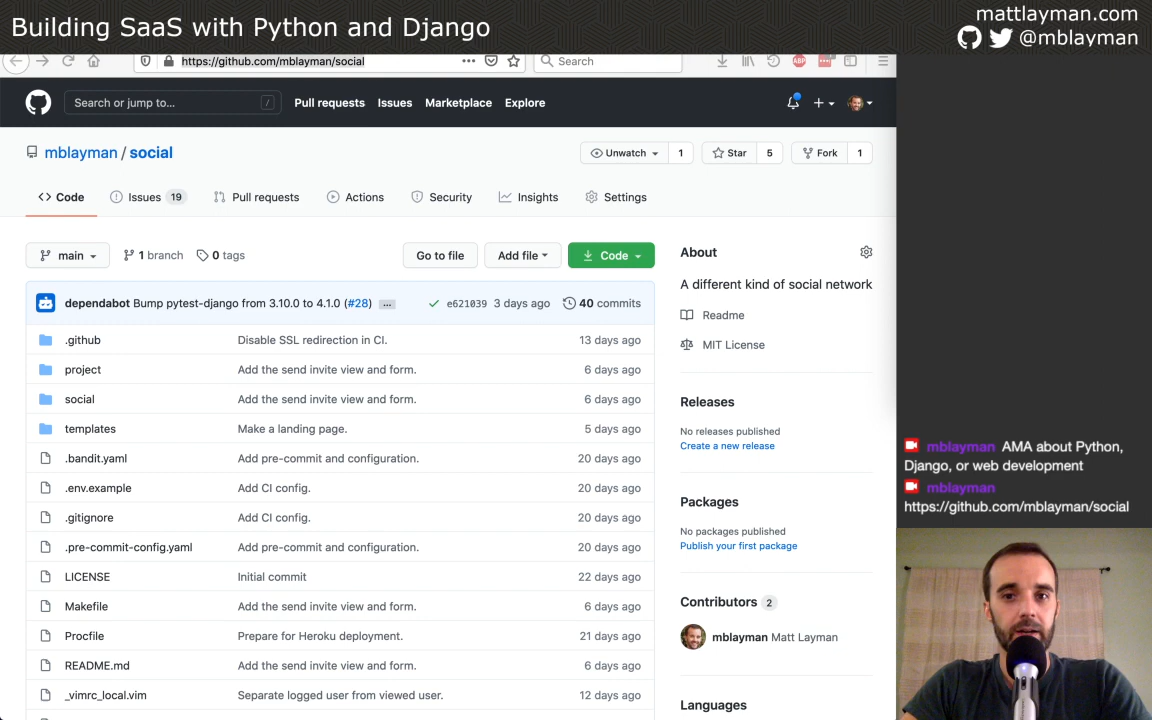 Building SaaS with Python and Django
mattlayman.com
@mblayman
https://github.com/mblayman/social
Search
ABP
Search or jump to...
/
Pull requests
Issues
Marketplace
Explore
mblayman / social
Unwatch 1
Star 5
Fork 1
Code
Issues 19
Pull requests
Actions
Security
Insights
Settings
main
1 branch
0 tags
Go to file
Add file
Code
dependabot Bump pytest-django from 3.10.0 to 4.1.0 (#28) ... e621039 3 days ago 40 commits
.github Disable SSL redirection in CI. 13 days ago
project Add the send invite view and form. 6 days ago
social Add the send invite view and form. 6 days ago
templates Make a landing page. 5 days ago
.bandit.yaml Add pre-commit and configuration. 20 days ago
.env.example Add CI config. 20 days ago
.gitignore Add CI config. 20 days ago
.pre-commit-config.yaml Add pre-commit and configuration. 20 days ago
LICENSE Initial commit 22 days ago
Makefile Add the send invite view and form. 6 days ago
Procfile Prepare for Heroku deployment. 21 days ago
README.md Add the send invite view and form. 6 days ago
_vimrc_local.vim Separate logged user from viewed user. 12 days ago
About
A different kind of social network
Readme
MIT License
Releases
No releases published
Create a new release
Packages
No packages published
Publish your first package
Contributors 2
mblayman Matt Layman
Languages
mblayman AMA about Python,
Django, or web development
mblayman
https://github.com/mblayman/social